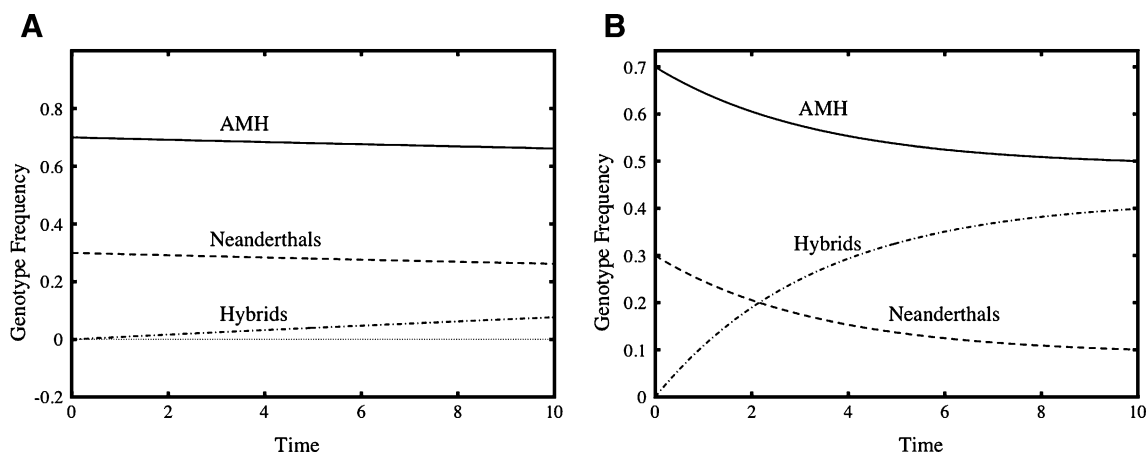 A
Genotype Frequency
0.8
0.6
0.4
0.2
0
-0.2
AMH
Neanderthals
Hybrids
0 2 4 6 8 10
Time
B
Genotype Frequency
0.7
0.6
0.5
0.4
0.3
0.2
0.1
0
AMH
Hybrids
Neanderthals
0 2 4 6 8 10
Time